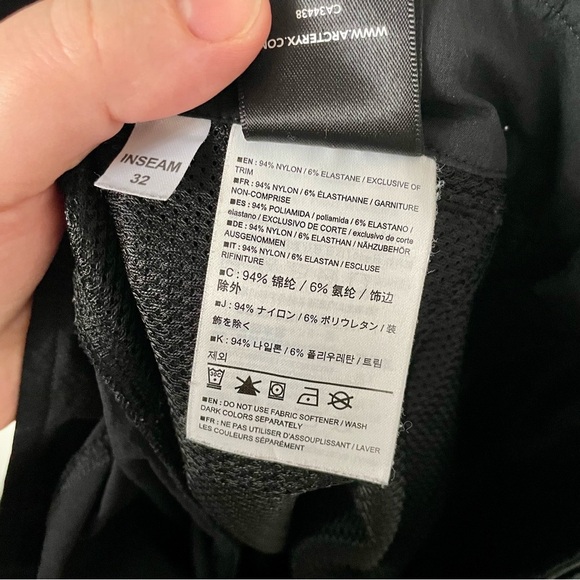 CA34438
WWW.ARCTERYX.COM
INSEAM
32
■EN : 94% NYLON / 6% ELASTANE / EXCLUSIVE OF
TRIM
■FR : 94% NYLON / 6% ÉLASTHANNE / GARNITURE
NON-COMPRISE
■ES : 94% POLIAMIDA / poliamida / 6% ELASTANO /
elastano / EXCLUSIVO DE CORTE / exclusivo de corte
■DE : 94% NYLON / 6% ELASTHAN / NÄHZUBEHÖR
AUSGENOMMEN
■IT : 94% NYLON / 6% ELASTAN / ESCLUSE
RIFINITURE
■C : 94% 锦纶 / 6% 氨纶 / 饰边
除外
■J : 94% ナイロン / 6% ポリウレタン / 装
飾を除く
■K : 94% 나일론 / 6% 폴리우레탄 / 트림
제외
30C
■EN : DO NOT USE FABRIC SOFTENER / WASH
DARK COLORS SEPARATELY
■FR : NE PAS UTILISER D'ASSOUPLISSANT / LAVER
LES COULEURS SÉPARÉMENT